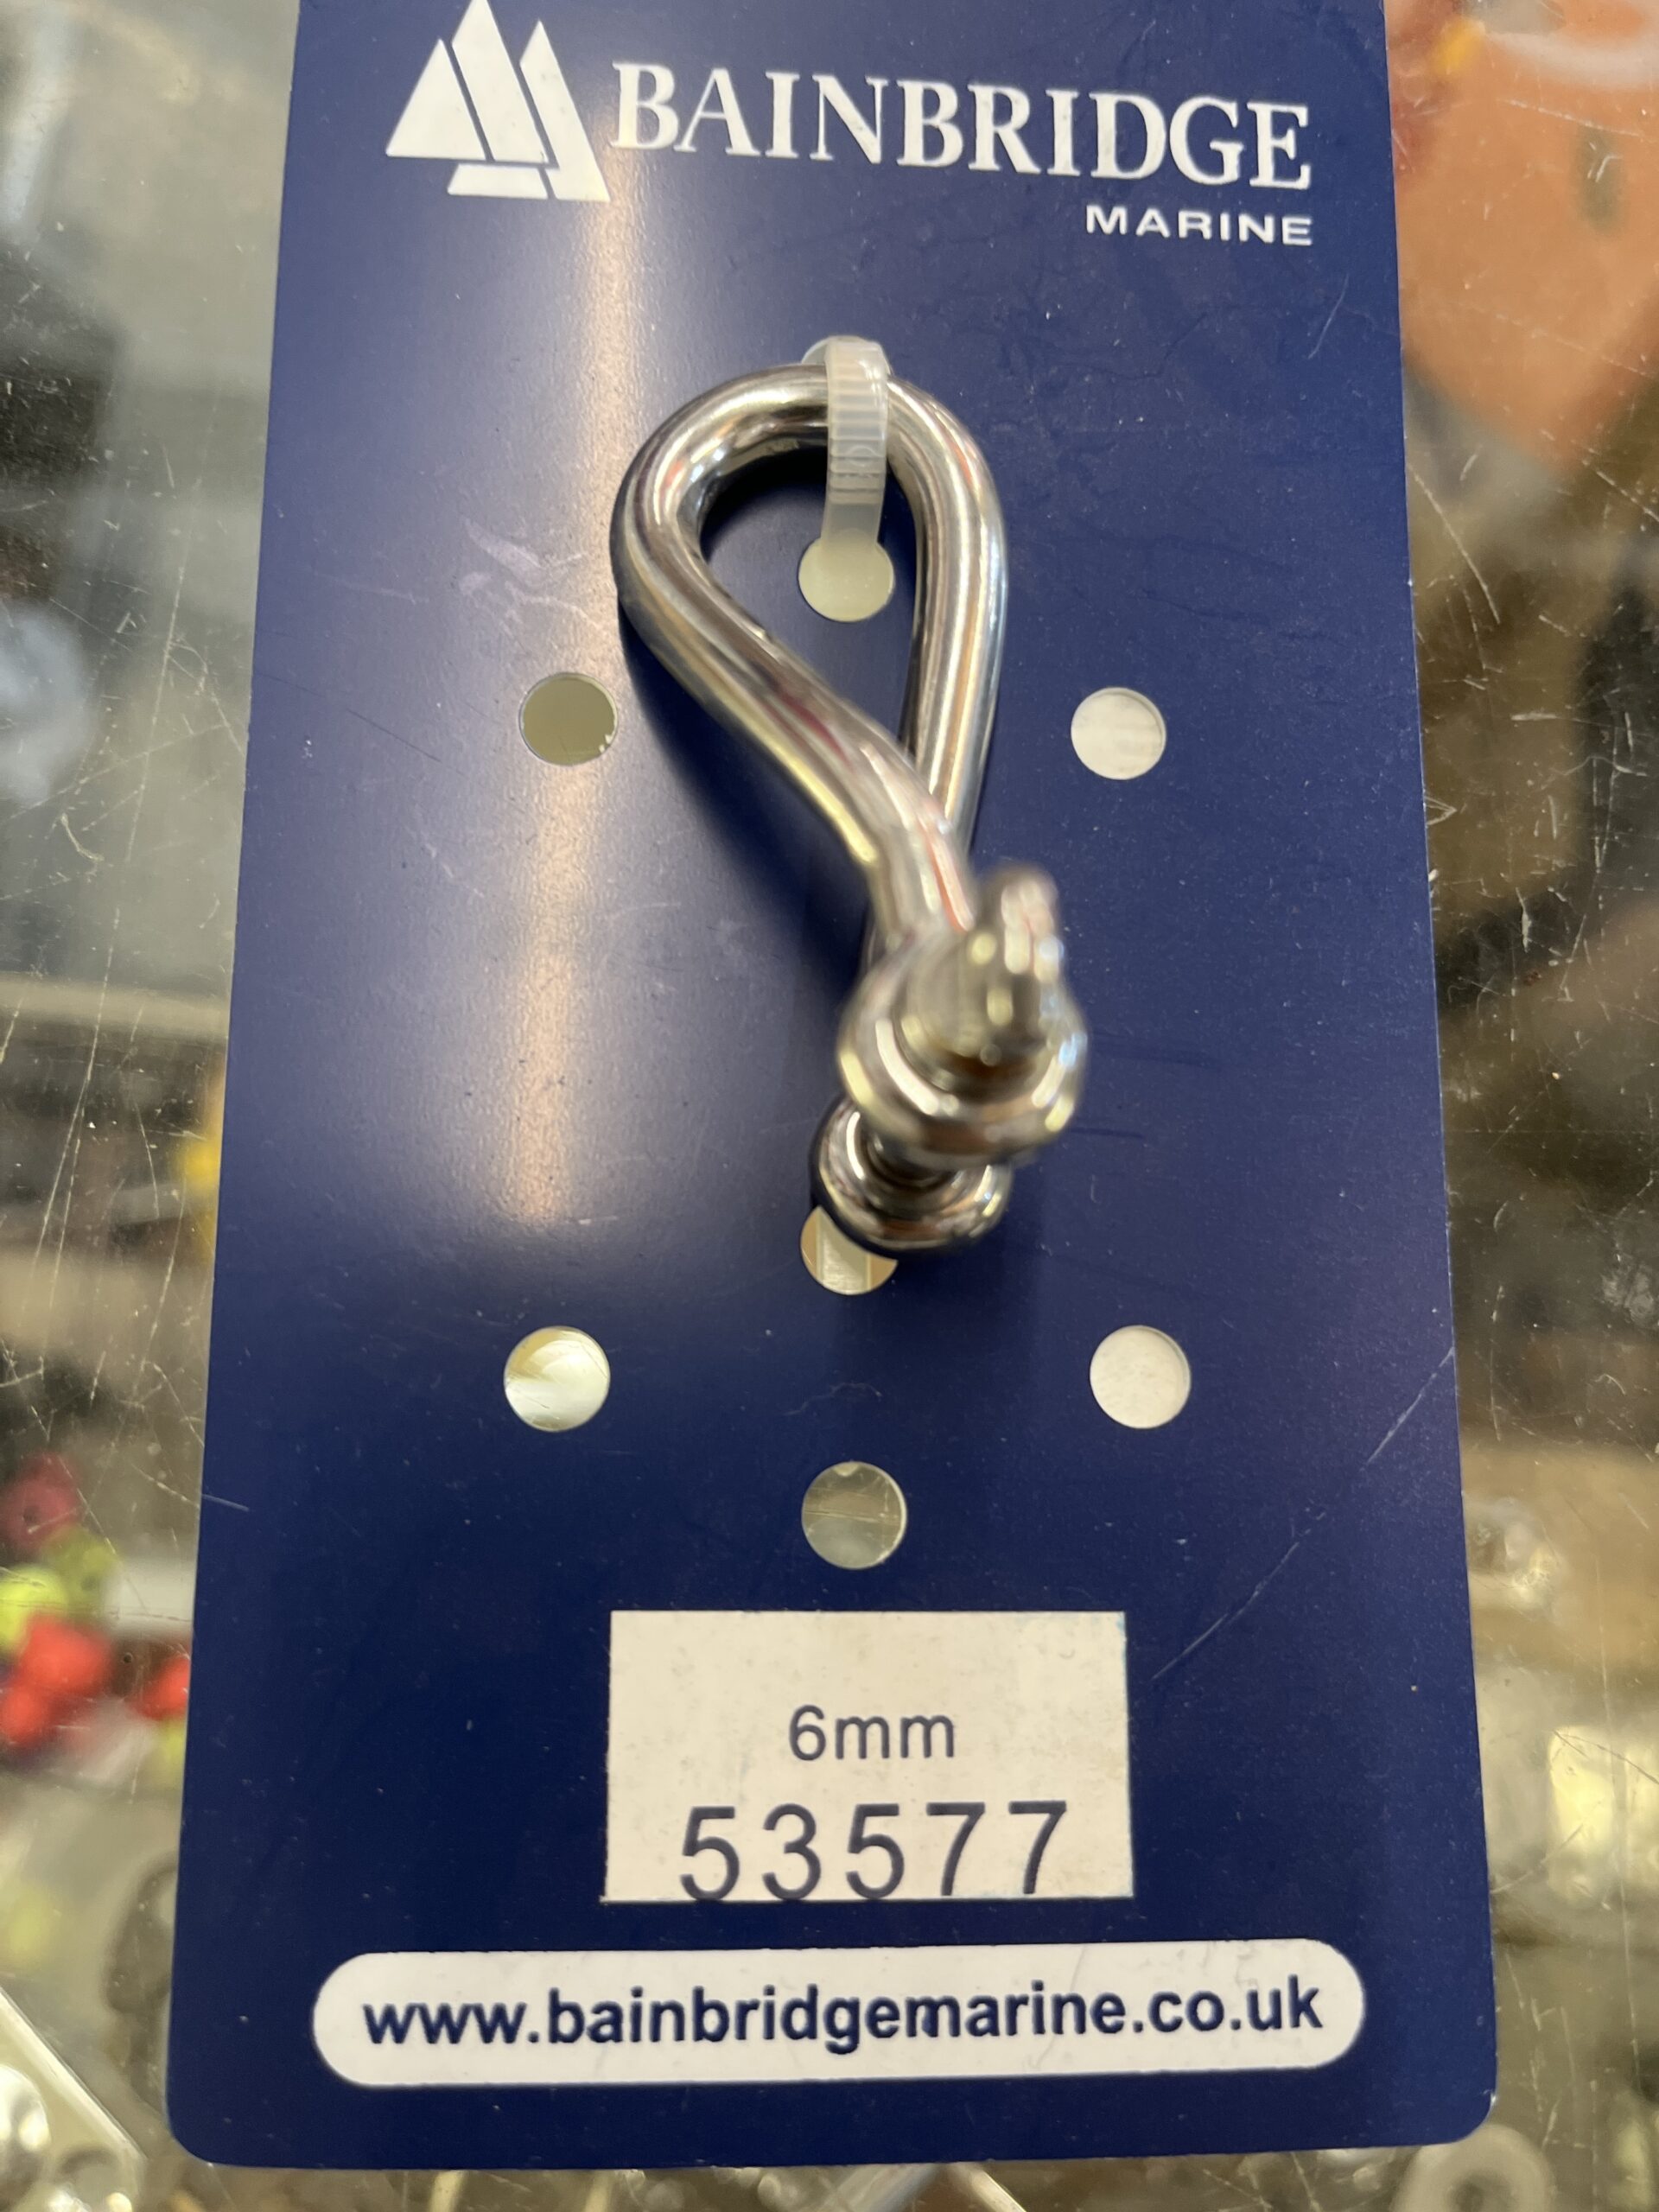 BAINBRIDGE
MARINE
6mm
53577
www.bainbridgemarine.co.uk